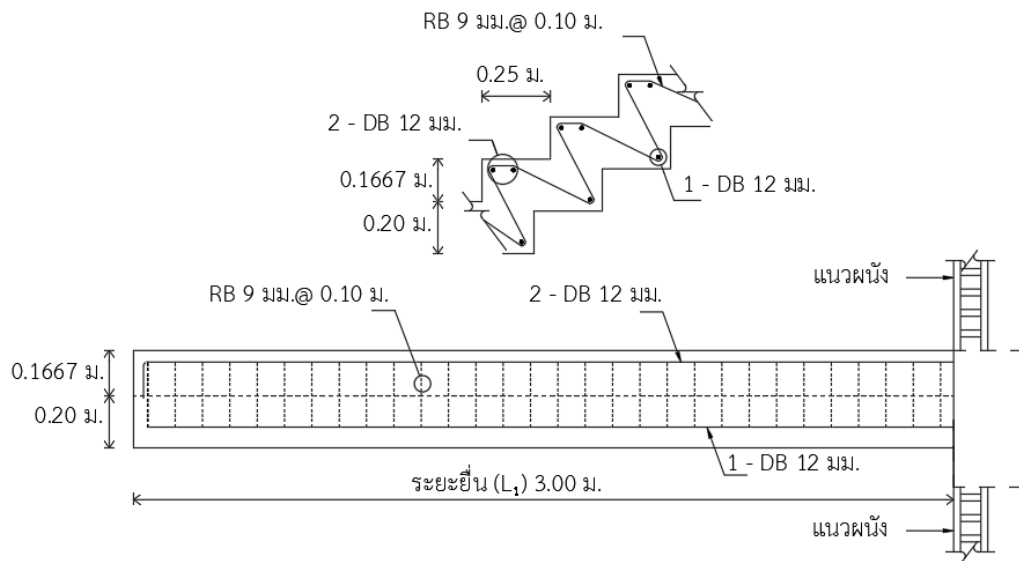 RB 9 มม.@ 0.10 ม.
0.25 ม.
2 - DB 12 มม.
0.1667 ม.
1 - DB 12 มม.
0.20 ม.
แนวผนัง
RB 9 มม.@ 0.10 ม.
2 - DB 12 มม.
0.1667 ม.
0.20 ม.
1 - DB 12 มม.
ระยะยื่น (L₁) 3.00 ม.
แนวผนัง